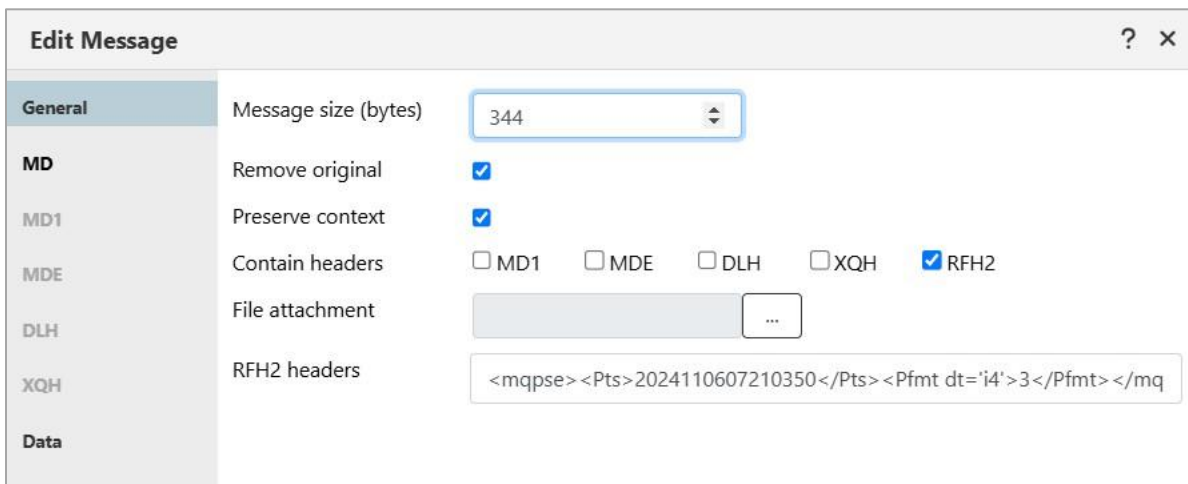 Edit Message ? ×
General
MD
MD1
MDE
DLH
XQH
Data
Message size (bytes) 344
Remove original
Preserve context
Contain headers MD1 MDE DLH XQH RFH2
File attachment ...
RFH2 headers <mqpse><Pts>2024110607210350</Pts><Pfmt dt='i4'>3</Pfmt></mq